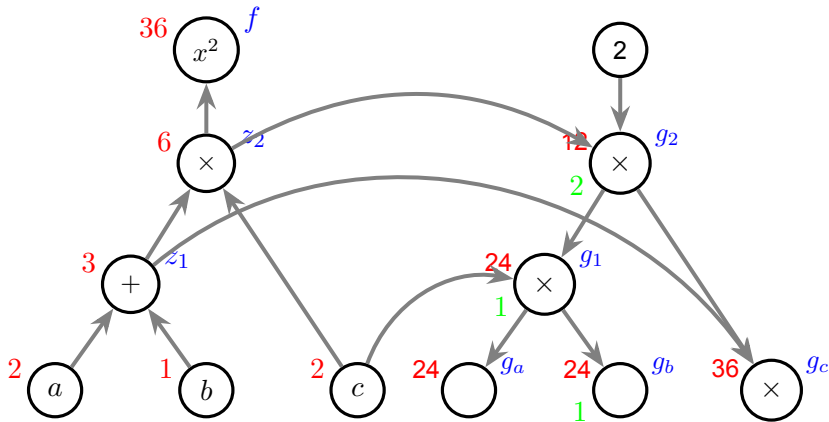 36 x² f 2
6 × z₂ 12 × g₂
2
3 + z₁ 24 × g₁
1
2 a 1 b 2 c 24 gₐ 24 g_b 36 × g_c
1